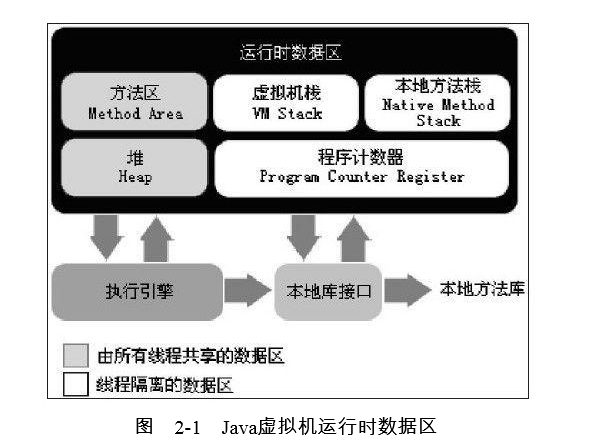 运行时数据区
方法区
Method Area
虚拟机栈
VM Stack
本地方法栈
Native Method
Stack
堆
Heap
程序计数器
Program Counter Register
执行引擎
本地库接口
本地方法库
由所有线程共享的数据区
线程隔离的数据区
图 2-1 Java虚拟机运行时数据区